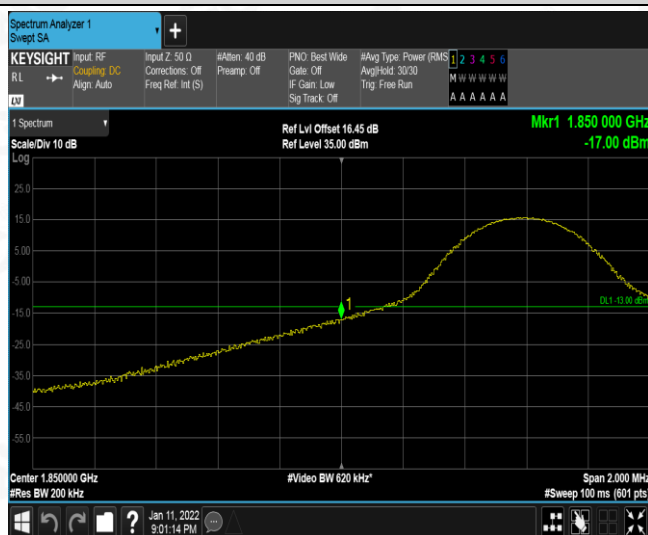 Spectrum Analyzer 1
Swept SA
KEYSIGHT
R L
Input: RF
Coupling: DC
Align: Auto
Input Z: 50 Ω
Corrections: Off
Freq Ref: Int (S)
#Atten: 40 dB
Preamp: Off
PNO: Best Wide
Gate: Off
IF Gain: Low
Sig Track: Off
#Avg Type: Power (RMS
Avg|Hold: 30/30
Trig: Free Run
1 2 3 4 5 6
M W W W W W
A A A A A A
LXI
1 Spectrum
Scale/Div 10 dB
Ref Lvl Offset 16.45 dB
Ref Level 35.00 dBm
Mkr1 1.850 000 GHz
-17.00 dBm
Log
25.0
15.0
5.00
-5.00
-15.0
-25.0
-35.0
-45.0
-55.0
1
DL1 -13.00 dBm
Center 1.850000 GHz
#Res BW 200 kHz
#Video BW 620 kHz*
Span 2.000 MHz
#Sweep 100 ms (601 pts)
?
Jan 11, 2022
9:01:14 PM